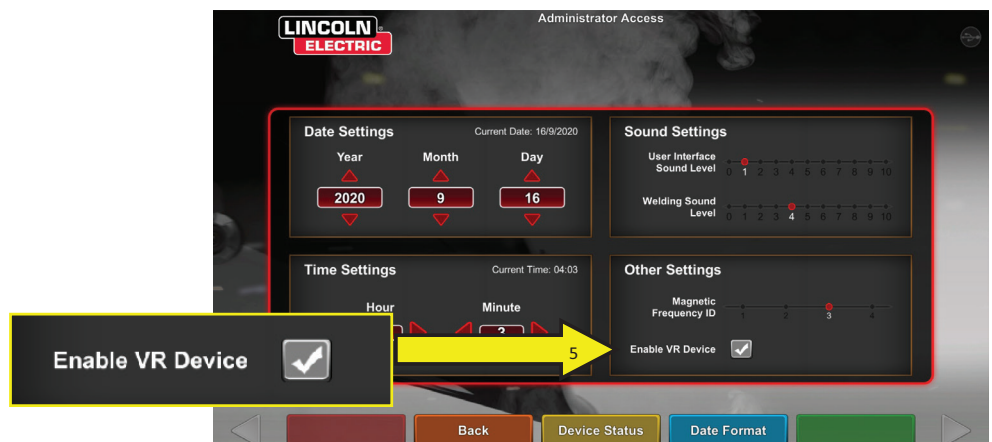 LINCOLN
ELECTRIC
Administrator Access
Date Settings
Current Date: 16/9/2020
Year
Month
Day
2020
9
16
Sound Settings
User Interface
Sound Level
0 1 2 3 4 5 6 7 8 9 10
Welding Sound
Level
0 1 2 3 4 5 6 7 8 9 10
Time Settings
Current Time: 04:03
Hour
Minute
3
Other Settings
Magnetic
Frequency ID
1 2 3 4
Enable VR Device
5
Enable VR Device
Back
Device Status
Date Format